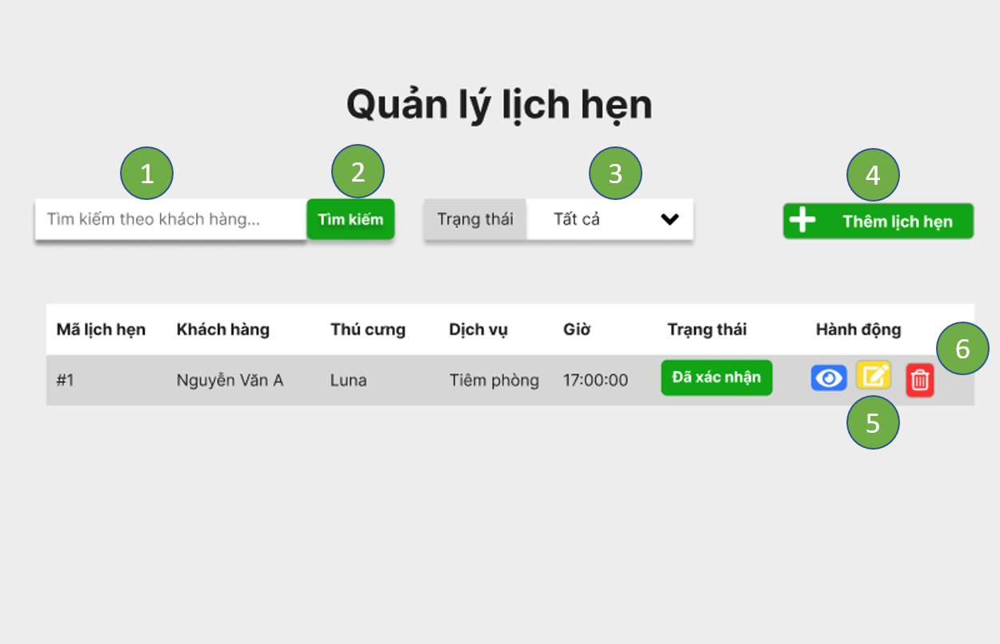 Quản lý lịch hẹn
1
2
3
4
Tìm kiếm theo khách hàng...
Tìm kiếm
Trạng thái
Tất cả
Thêm lịch hẹn
Mã lịch hẹn Khách hàng Thú cưng Dịch vụ Giờ Trạng thái Hành động
6
#1 Nguyễn Văn A Luna Tiêm phòng 17:00:00 Đã xác nhận
5